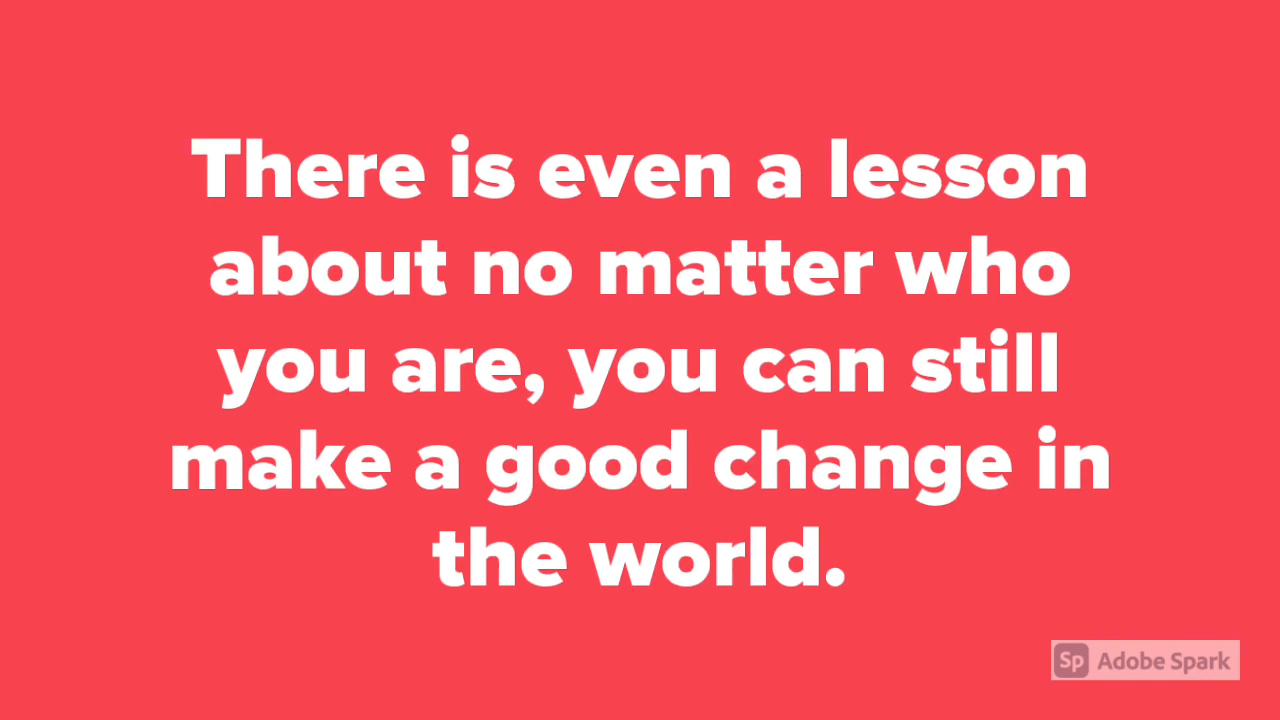 There is even a lesson
about no matter who
you are, you can still
make a good change in
the world.
Sp Adobe Spark